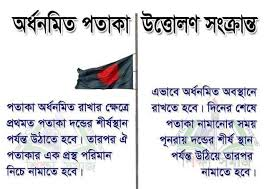 অর্ধনমিত পতাকা উত্তোলণ সংক্রান্ত
পতাকা অর্ধনমিত রাখার ক্ষেত্রে
প্রথমত পতাকা দন্ডের শীর্ষস্থান
পর্যন্ত উঠাতে হবে। তারপর ঐ
পতাকার এক প্রস্থ পরিমান
নিচে নামাতে হবে।
এভাবে অর্ধনমিত অবস্থানে
রাখতে হবে। দিনের শেষে
পতাকা নামানোর সময়
পূনরায় দন্ডের শীর্ষ স্থান
পর্যন্ত উঠিয়ে তারপর
নামাতে হবে।